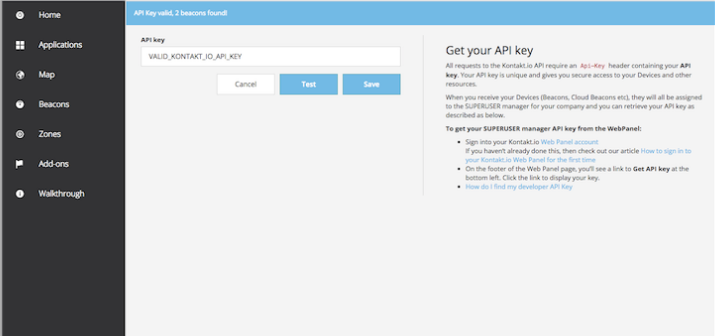 Home
Applications
Map
Beacons
Zones
Add-ons
Walkthrough
API Key valid, 2 beacons found!
API key
VALID_KONTAKT_IO_API_KEY
Cancel
Test
Save
Get your API key
All requests to the Kontakt.io API require an Api-Key header containing your API
key. Your API key is unique and gives you secure access to your Devices and other
resources.
When you receive your Devices (Beacons, Cloud Beacons etc), they will all be assigned
to the SUPERUSER manager for your company and you can retrieve your API key as
described as below.
To get your SUPERUSER manager API key from the WebPanel:
Sign into your Kontakt.io Web Panel account
If you haven't already done this, then check out our article How to sign in to
your Kontakt.io Web Panel for the first time
On the footer of the Web Panel page, you'll see a link to Get API key at the
bottom left. Click the link to display your key.
How do I find my developer API Key